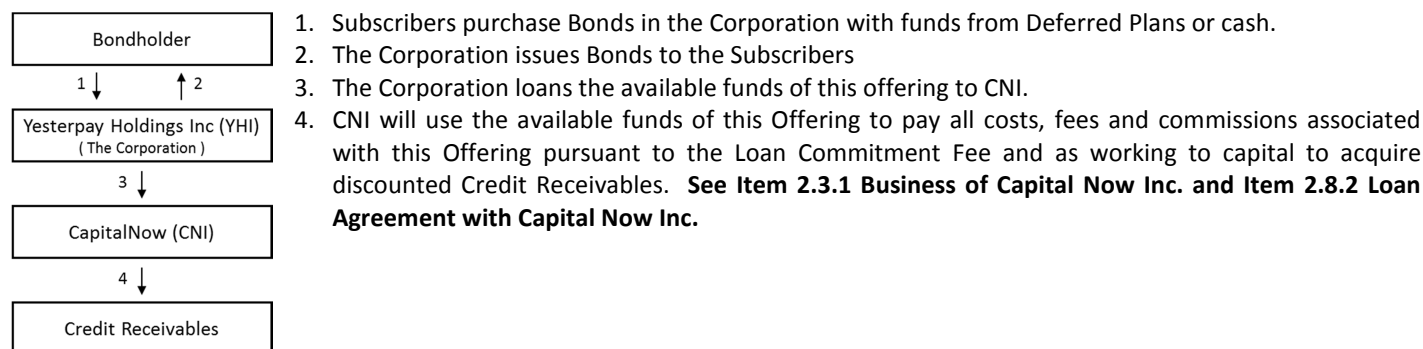 Bondholder
1
2
Yesterpay Holdings Inc (YHI)
( The Corporation )
3
CapitalNow (CNI)
4
Credit Receivables
1. Subscribers purchase Bonds in the Corporation with funds from Deferred Plans or cash.
2. The Corporation issues Bonds to the Subscribers
3. The Corporation loans the available funds of this offering to CNI.
4. CNI will use the available funds of this Offering to pay all costs, fees and commissions associated
with this Offering pursuant to the Loan Commitment Fee and as working to capital to acquire
discounted Credit Receivables. See Item 2.3.1 Business of Capital Now Inc. and Item 2.8.2 Loan
Agreement with Capital Now Inc.